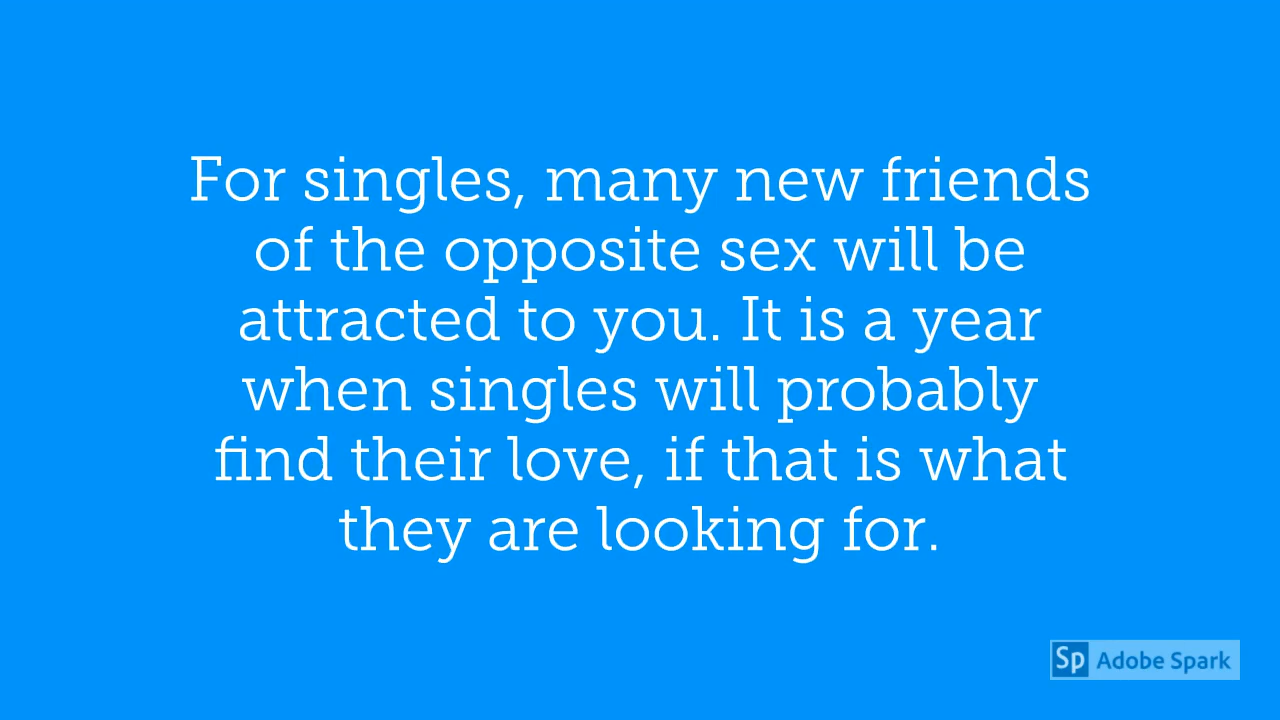 For singles, many new friends
of the opposite sex will be
attracted to you. It is a year
when singles will probably
find their love, if that is what
they are looking for.
Sp Adobe Spark